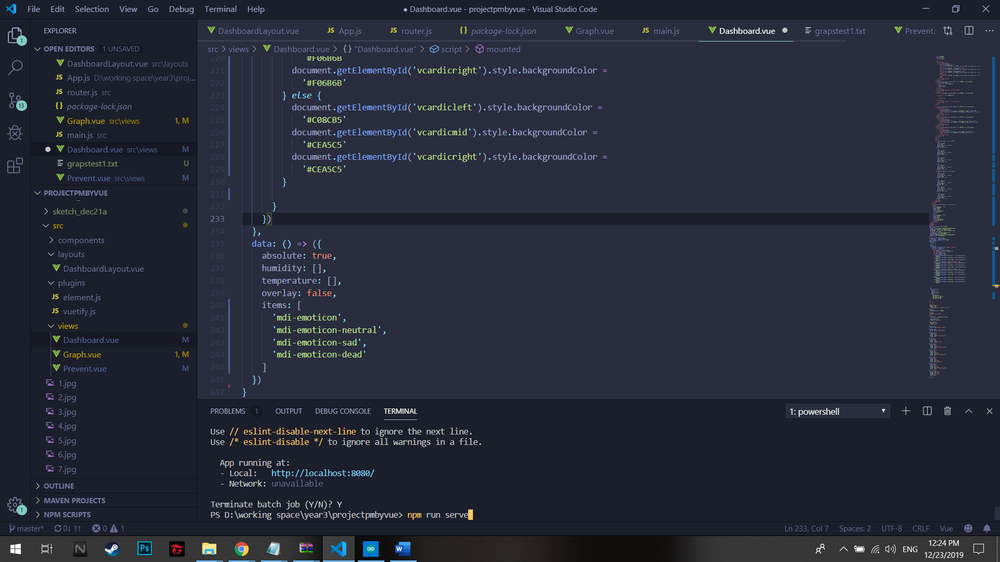 File Edit Selection View Go Debug Terminal Help
● Dashboard.vue - projectpmbyvue - Visual Studio Code
EXPLORER
OPEN EDITORS 1 UNSAVED
DashboardLayout.vue src\layouts
JS App.js D:\working space\year3\proj...
JS router.js src
{} package-lock.json
Graph.vue src\views 1, M
JS main.js src
Dashboard.vue src\views M
grapstest1.txt U
Prevent.vue src\views M
PROJECTPMBYVUE
sketch_dec21a
src
components
layouts
DashboardLayout.vue
plugins
JS element.js
JS vuetify.js
views
Dashboard.vue M
Graph.vue 1, M
Prevent.vue M
1.jpg
2.jpg
3.jpg
4.jpg
5.jpg
6.jpg
7.jpg
OUTLINE
MAVEN PROJECTS
NPM SCRIPTS
1
13
1
DashboardLayout.vue JS App.js JS router.js {} package-lock.json Graph.vue JS main.js Dashboard.vue grapstest1.txt Prevent.
src > views > Dashboard.vue > {} "Dashboard.vue" > script > mounted
220 '#F06B6B'
221 document.getElementById('vcardicright').style.backgroundColor =
222 '#F06B6B'
223 } else {
224 document.getElementById('vcardicleft').style.backgroundColor =
225 '#C08CB5'
226 document.getElementById('vcardicmid').style.backgroundColor =
227 '#CEA5C5'
228 document.getElementById('vcardicright').style.backgroundColor =
229 '#CEA5C5'
230 }
231
232 }
233 })
234 },
235 data: () => ({
236 absolute: true,
237 humidity: [],
238 temperature: [],
239 overlay: false,
240 items: [
241 'mdi-emoticon',
242 'mdi-emoticon-neutral',
243 'mdi-emoticon-sad',
244 'mdi-emoticon-dead'
245 ]
246 })
247 }
PROBLEMS 1 OUTPUT DEBUG CONSOLE TERMINAL
1: powershell
Use // eslint-disable-next-line to ignore the next line.
Use /* eslint-disable */ to ignore all warnings in a file.
App running at:
- Local: http://localhost:8080/
- Network: unavailable
Terminate batch job (Y/N)? Y
PS D:\working space\year3\projectpmbyvue> npm run serve
master* 0↓ 1↑ 0 1
Ln 233, Col 7 Spaces: 2 UTF-8 CRLF Vue
N
Ps
W
ENG
12:24 PM
12/23/2019